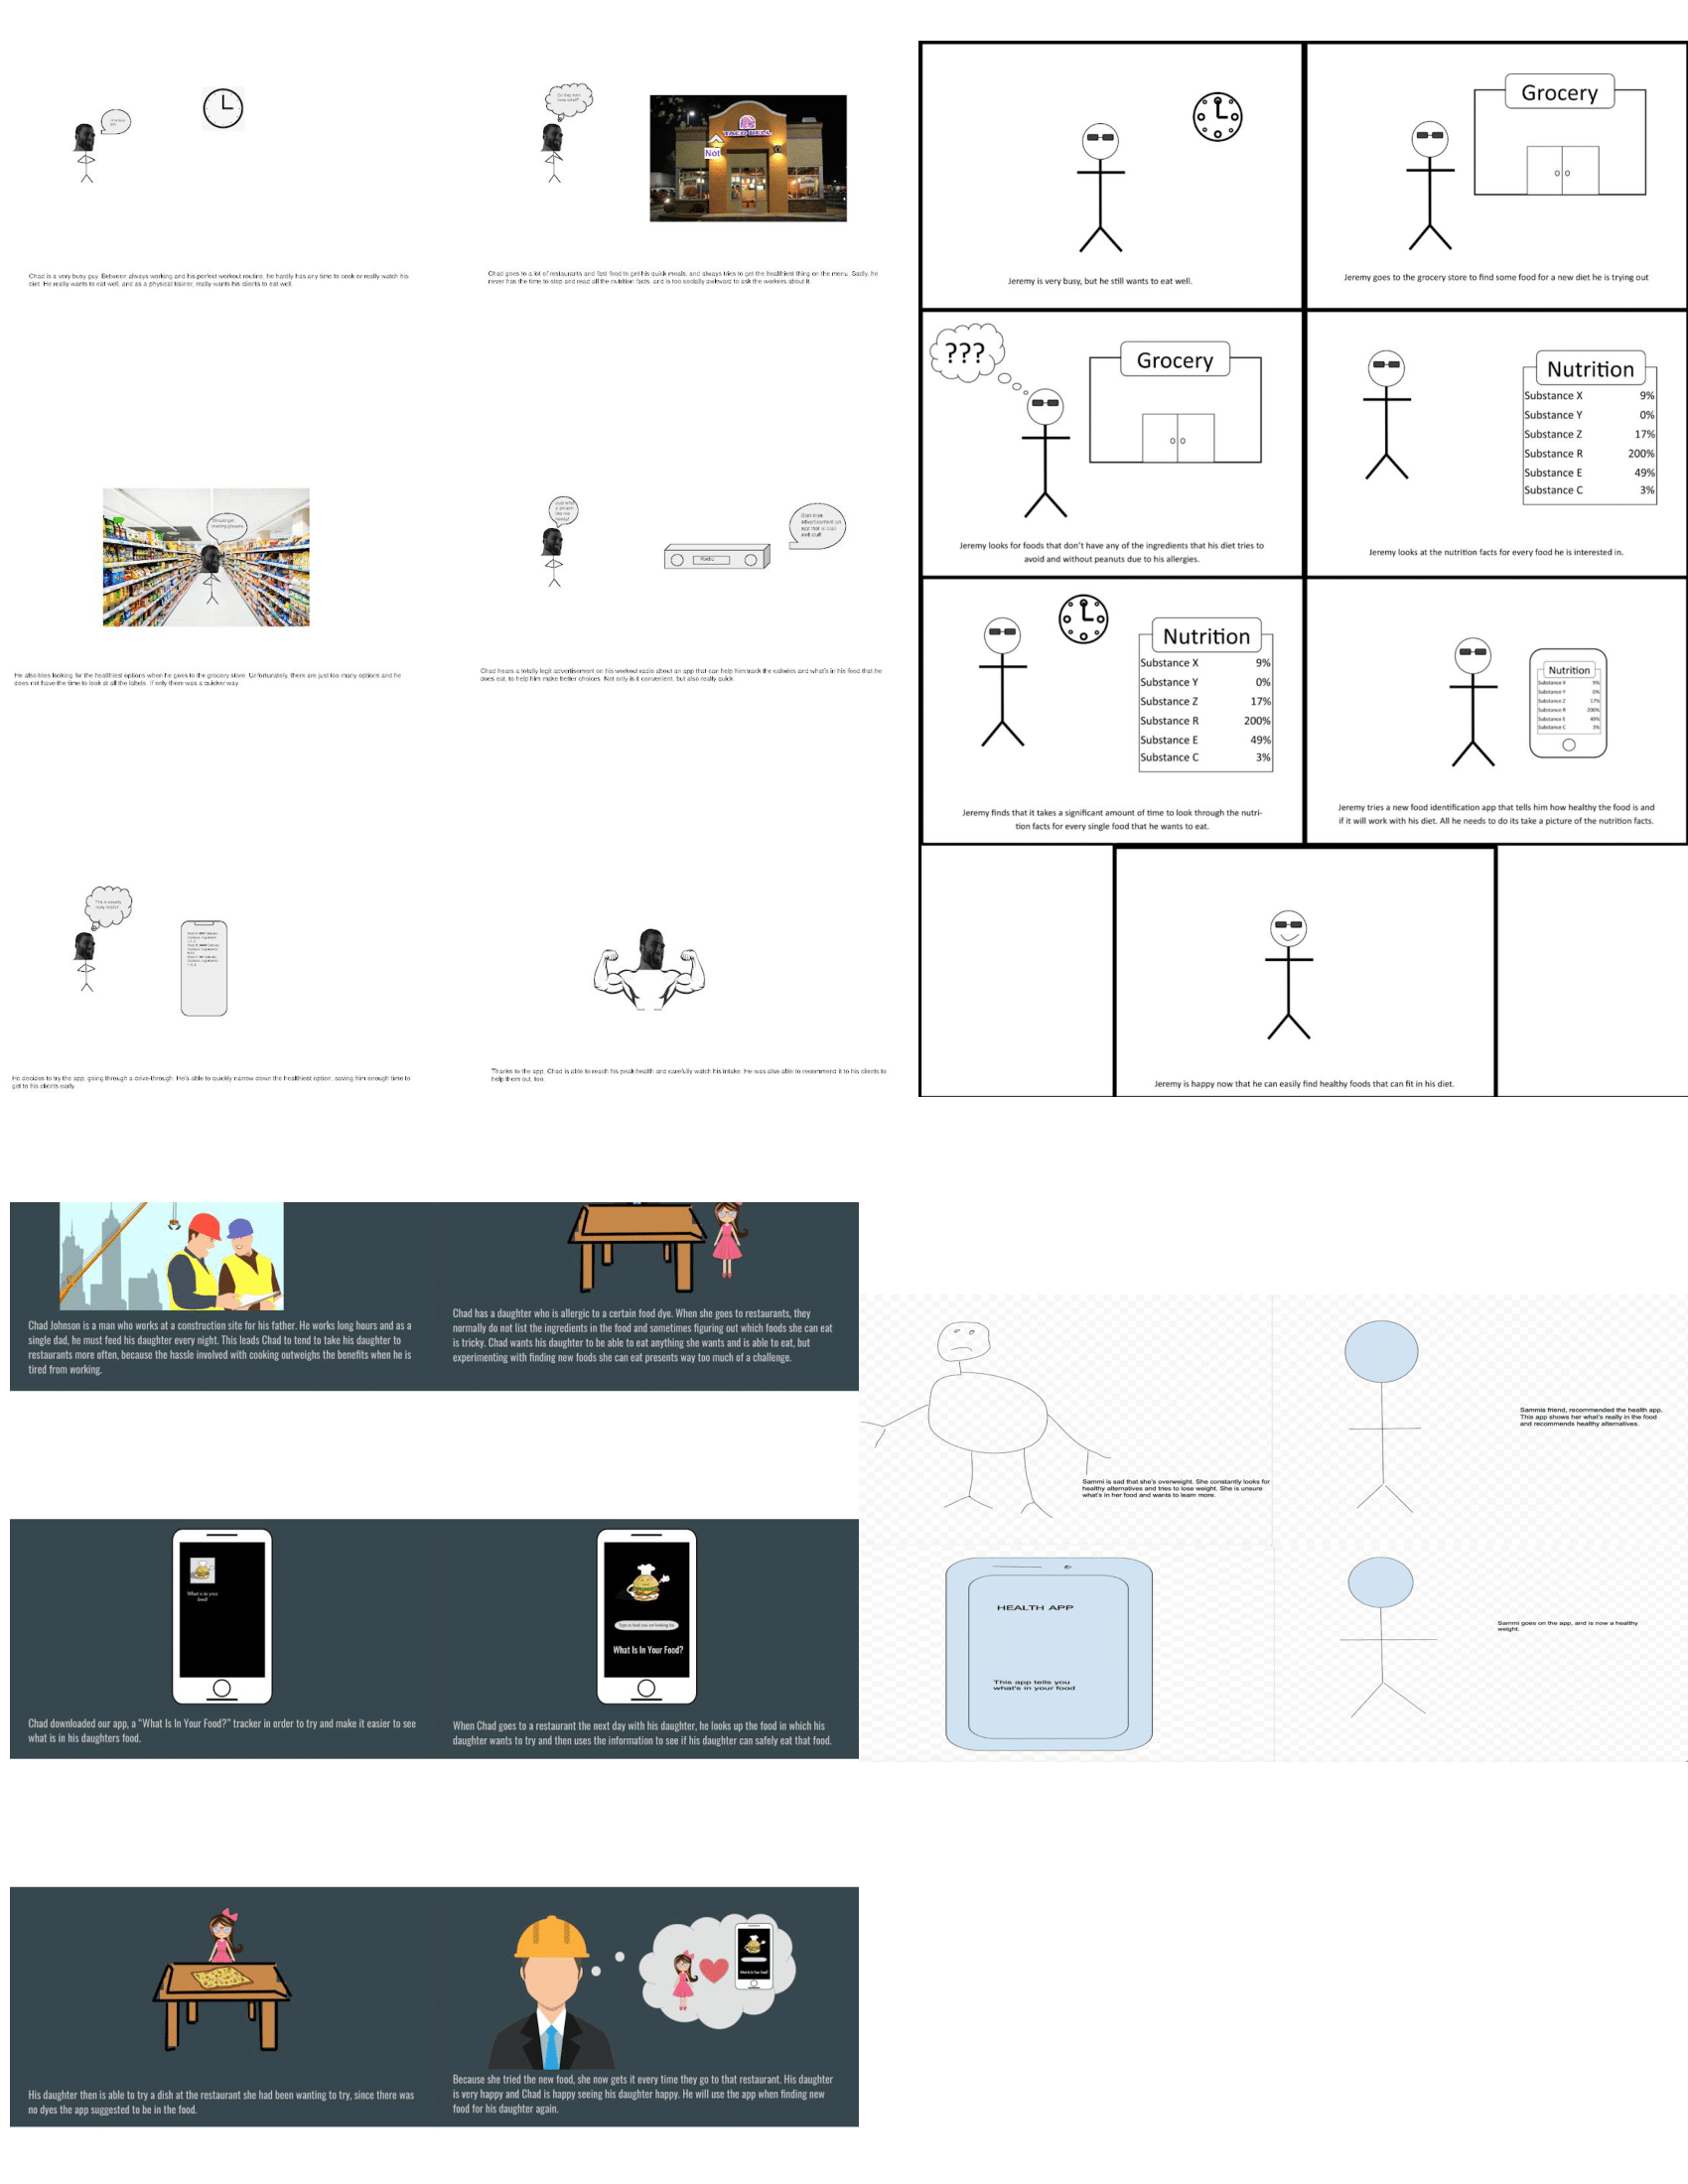 Chad is a very busy guy. Between always working and his perfect workout routine, he hardly has any time to cook or really watch his
diet. He really wants to eat well, and as a physical trainer, really wants his clients to eat well.
TACO BELL
Not
Chad goes to a lot of restaurants and fast food to get his quick meals, and always tries to get the healthiest thing on the menu. Sadly, he
never has the time to stop and read all the nutrition facts, and is too socially awkward to ask the workers about it.
He also tries looking for the healthiest options when he goes to the grocery store. Unfortunately, there are just too many options and he
does not have the time to look at all the labels. If only there was a quicker way.
Radio
Chad hears a totally legit advertisement on his workout radio about an app that can help him track the calories and what's in his food that he
does eat, to help him make better choices. Not only is it convenient, but also really quick.
He decides to try the app, going through a drive-through. He's able to quickly narrow down the healthiest option, saving him enough time to
get to his clients early.
Thanks to the app, Chad is able to reach his peak health and carefully watch his intake. He was also able to recommend it to his clients to
help them out, too.
Jeremy is very busy, but he still wants to eat well.
Grocery
Jeremy goes to the grocery store to find some food for a new diet he is trying out
???
Grocery
Jeremy looks for foods that don't have any of the ingredients that his diet tries to
avoid and without peanuts due to his allergies.
Nutrition
Substance X 9%
Substance Y 0%
Substance Z 17%
Substance R 200%
Substance E 49%
Substance C 3%
Jeremy looks at the nutrition facts for every food he is interested in.
Nutrition
Substance X 9%
Substance Y 0%
Substance Z 17%
Substance R 200%
Substance E 49%
Substance C 3%
Jeremy finds that it takes a significant amount of time to look through the nutri-
tion facts for every single food that he wants to eat.
Nutrition
Substance X 9%
Substance Y 0%
Substance Z 17%
Substance R 200%
Substance E 49%
Substance C 3%
Jeremy tries a new food identification app that tells him how healthy the food is and
if it will work with his diet. All he needs to do its take a picture of the nutrition facts.
Jeremy is happy now that he can easily find healthy foods that can fit in his diet.
Chad Johnson is a man who works at a construction site for his father. He works long hours and as a
single dad, he must feed his daughter every night. This leads Chad to tend to take his daughter to
restaurants more often, because the hassle involved with cooking outweighs the benefits when he is
tired from working.
Chad has a daughter who is allergic to a certain food dye. When she goes to restaurants, they
normally do not list the ingredients in the food and sometimes figuring out which foods she can eat
is tricky. Chad wants his daughter to be able to eat anything she wants and is able to eat, but
experimenting with finding new foods she can eat presents way too much of a challenge.
What is in your
food?
Chad downloaded our app, a "What Is In Your Food?" tracker in order to try and make it easier to see
what is in his daughters food.
Type in food you are looking for
What Is In Your Food?
When Chad goes to a restaurant the next day with his daughter, he looks up the food in which his
daughter wants to try and then uses the information to see if his daughter can safely eat that food.
His daughter then is able to try a dish at the restaurant she had been wanting to try, since there was
no dyes the app suggested to be in the food.
What Is In Your Food?
Because she tried the new food, she now gets it every time they go to that restaurant. His daughter
is very happy and Chad is happy seeing his daughter happy. He will use the app when finding new
food for his daughter again.
Sammi is sad that she's overweight. She constantly looks for
healthy alternatives and tries to lose weight. She is unsure
what's in her food and wants to learn more.
Sammis friend, recommended the health app.
This app shows her what's really in the food
and recommends healthy alternatives.
HEALTH APP
This app tells you
what's in your food
Sammi goes on the app, and is now a healthy
weight.